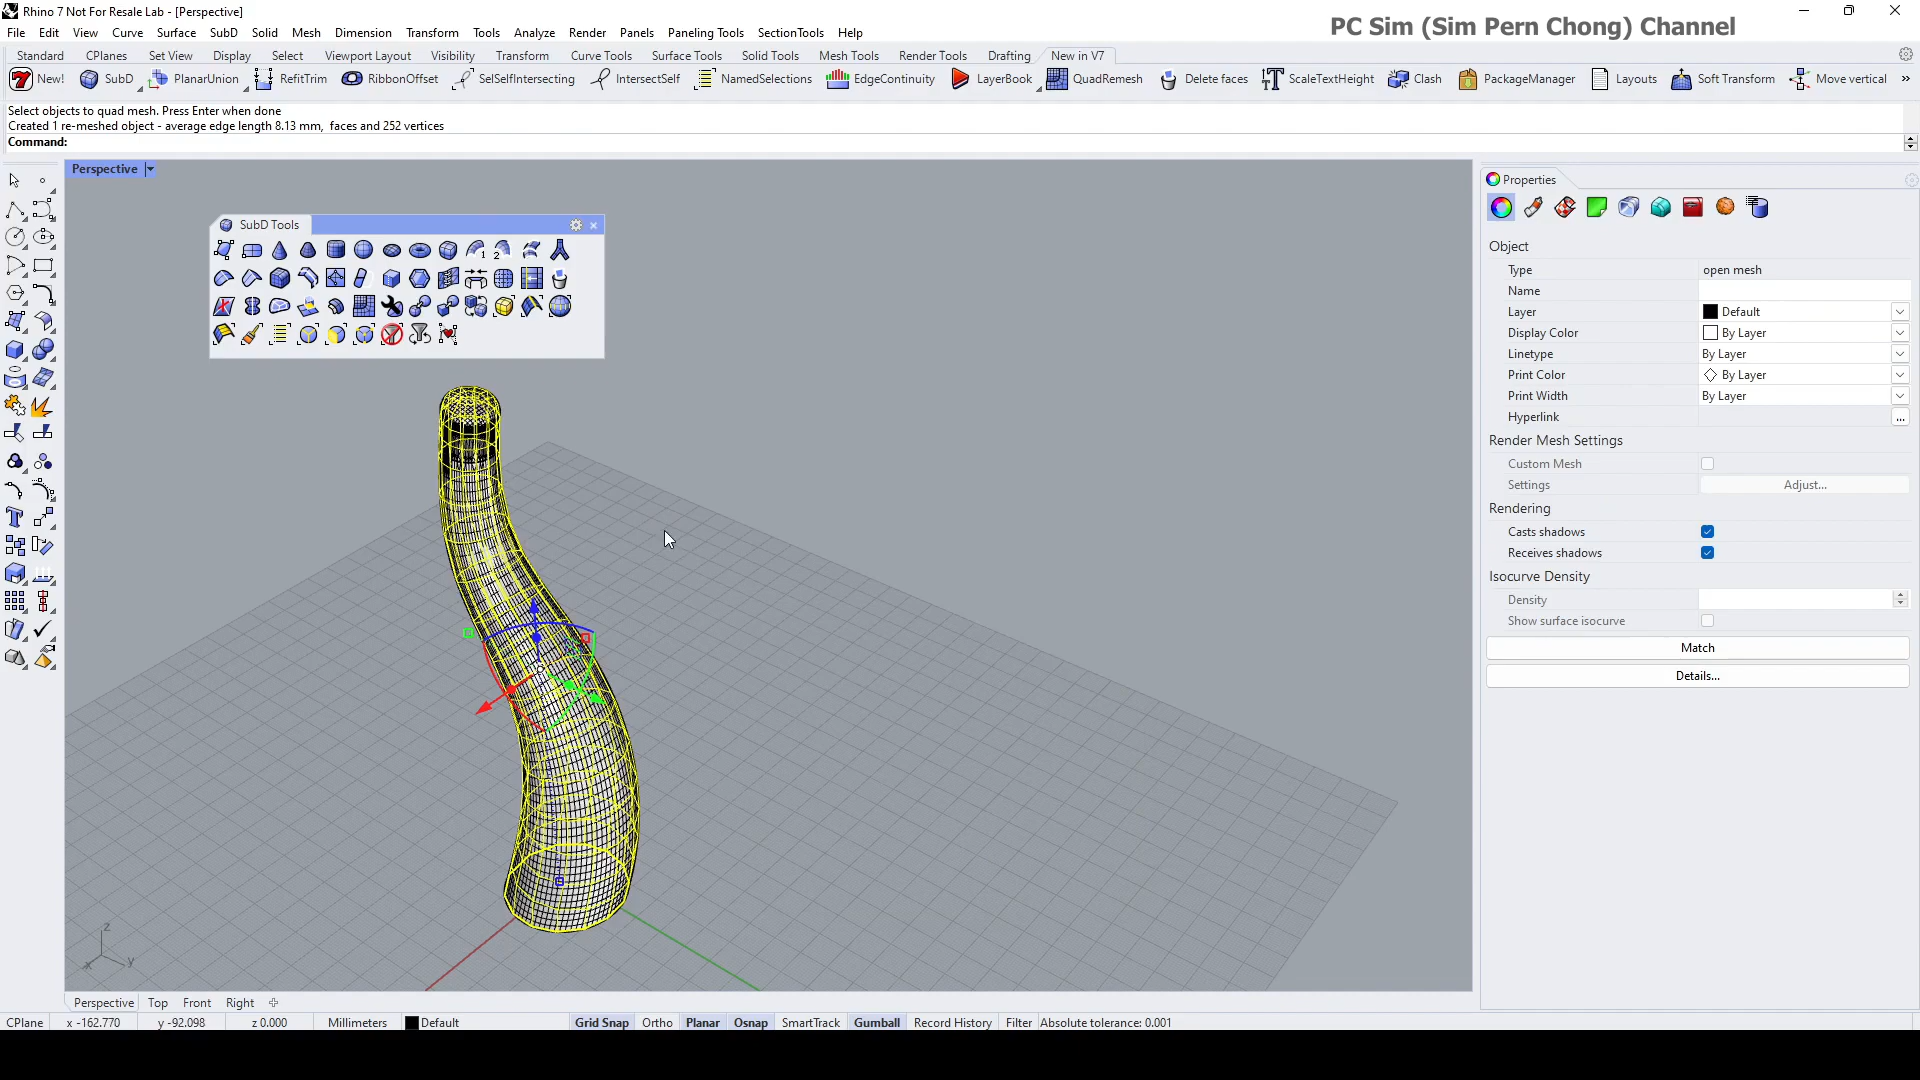 Rhino 7 Not For Resale Lab - [Perspective]
PC Sim (Sim Pern Chong) Channel
File Edit View Curve Surface SubD Solid Mesh Dimension Transform Tools Analyze Render Panels Paneling Tools SectionTools Help
Standard CPlanes Set View Display Select Viewport Layout Visibility Transform Curve Tools Surface Tools Solid Tools Mesh Tools Render Tools Drafting New in V7
7 New! SubD PlanarUnion RefitTrim RibbonOffset SelSelfIntersecting IntersectSelf NamedSelections EdgeContinuity LayerBook QuadRemesh Delete faces ScaleTextHeight Clash PackageManager Layouts Soft Transform Move vertical »
Select objects to quad mesh. Press Enter when done
Created 1 re-meshed object - average edge length 8.13 mm,  faces and 252 vertices
Command:
Perspective
SubD Tools
1 2
z
x y
Properties
Object
Type open mesh
Name
Layer Default
Display Color By Layer
Linetype By Layer
Print Color By Layer
Print Width By Layer
Hyperlink ...
Render Mesh Settings
Custom Mesh
Settings Adjust...
Rendering
Casts shadows
Receives shadows
Isocurve Density
Density
Show surface isocurve
Match
Details...
Perspective Top Front Right
CPlane x -162.770 y -92.098 z 0.000 Millimeters Default Grid Snap Ortho Planar Osnap SmartTrack Gumball Record History Filter Absolute tolerance: 0.001